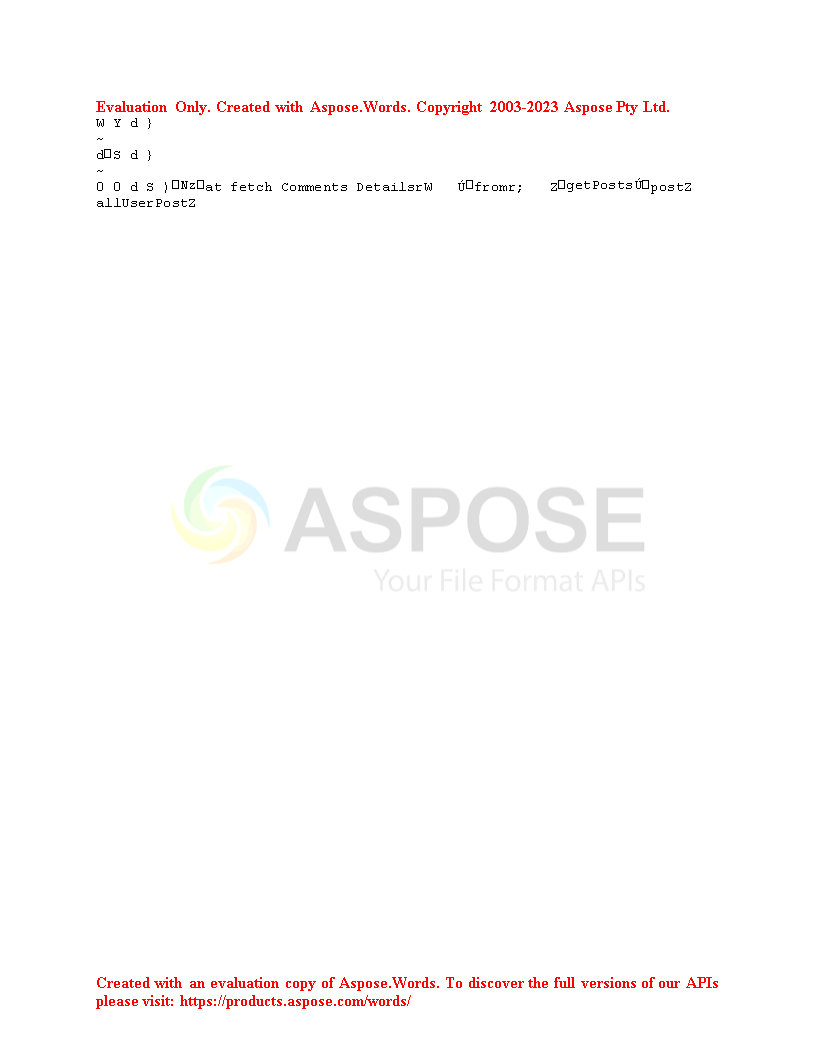 Evaluation Only. Created with Aspose.Words. Copyright 2003-2023 Aspose Pty Ltd.
W Y d }
~
d□S d }
~
O O d S )□Nz□at fetch Comments DetailsrW Ú□fromr; Z□getPostsÚ□postZ
allUserPostZ
ASPOSE
Your File Format APIs
Created with an evaluation copy of Aspose.Words. To discover the full versions of our APIs
please visit: https://products.aspose.com/words/